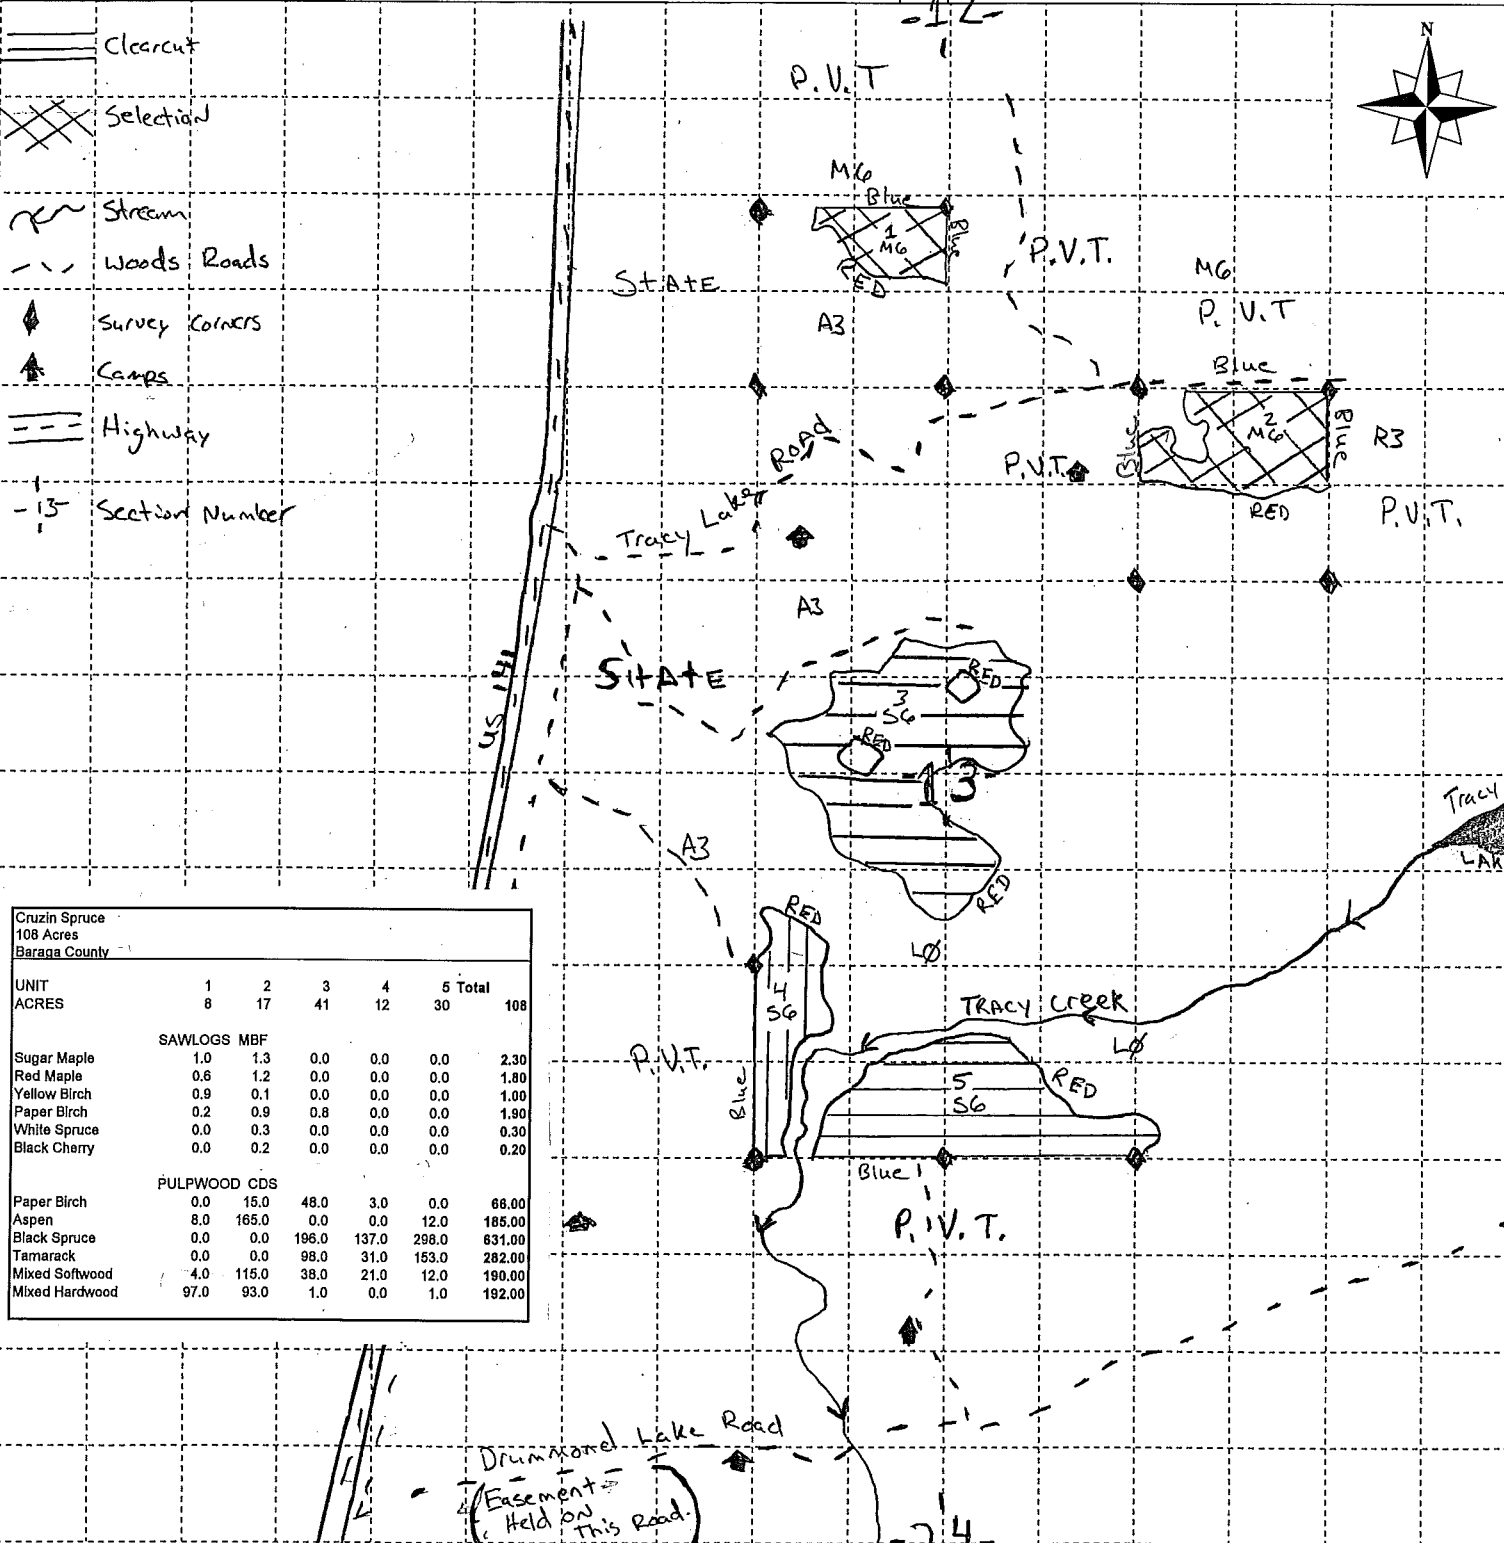 -12-
Clearcut
Selection
Stream
Woods Roads
Survey Corners
Camps
Highway
-13- Section Number
N
P.V.T
M6
Blue
1
M6
Blue
RED
P.V.T.
StAtE
A3
M6
P.V.T
Blue
2
M6
Blue
Blue
R3
P.V.T.
RED
P.V.T.
Tracy Lake ROAD
A3
US 141
StAtE
RED
3
S6
RED
13
RED
A3
Tracy
LAK
LØ
RED
4
S6
Blue
P.V.T.
TRACY Creek
LØ
5
S6
RED
Blue
P.V.T.
Drummond Lake Road
Easement
Held ON
This Road.
-24-
Cruzin Spruce
108 Acres
Baraga County
UNIT 1 2 3 4 5 Total
ACRES 8 17 41 12 30 108
SAWLOGS MBF
Sugar Maple 1.0 1.3 0.0 0.0 0.0 2.30
Red Maple 0.6 1.2 0.0 0.0 0.0 1.80
Yellow Birch 0.9 0.1 0.0 0.0 0.0 1.00
Paper Birch 0.2 0.9 0.8 0.0 0.0 1.90
White Spruce 0.0 0.3 0.0 0.0 0.0 0.30
Black Cherry 0.0 0.2 0.0 0.0 0.0 0.20
PULPWOOD CDS
Paper Birch 0.0 15.0 48.0 3.0 0.0 66.00
Aspen 8.0 165.0 0.0 0.0 12.0 185.00
Black Spruce 0.0 0.0 196.0 137.0 298.0 631.00
Tamarack 0.0 0.0 98.0 31.0 153.0 282.00
Mixed Softwood 4.0 115.0 38.0 21.0 12.0 190.00
Mixed Hardwood 97.0 93.0 1.0 0.0 1.0 192.00